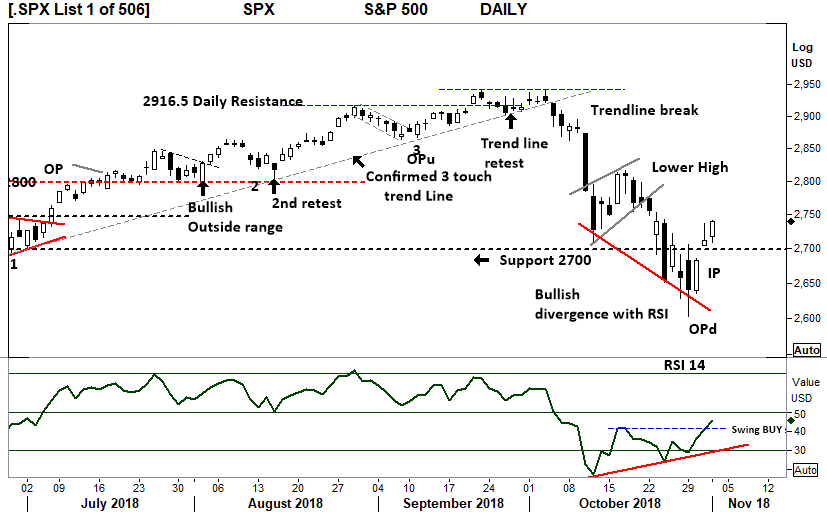 [.SPX List 1 of 506] SPX S&P 500 DAILY
Log
USD
2,950
2916.5 Daily Resistance
2,900
Trendline break
2,850
3
Trend line
retest
OPu
OP
Confirmed 3 touch
trend Line
Lower High
.800
2
2,800
Bullish
Outside range
2nd retest
2,750
2,700
1
Support 2700
IP
2,650
Bullish
divergence with RSI
2,600
OPd
Auto
RSI 14
Value
USD
50
Swing BUY
40
30
Auto
02 09 16 23 30 06 13 20 27 04 10 17 24 01 08 15 22 29 05 12
July 2018 August 2018 September 2018 October 2018 Nov 18